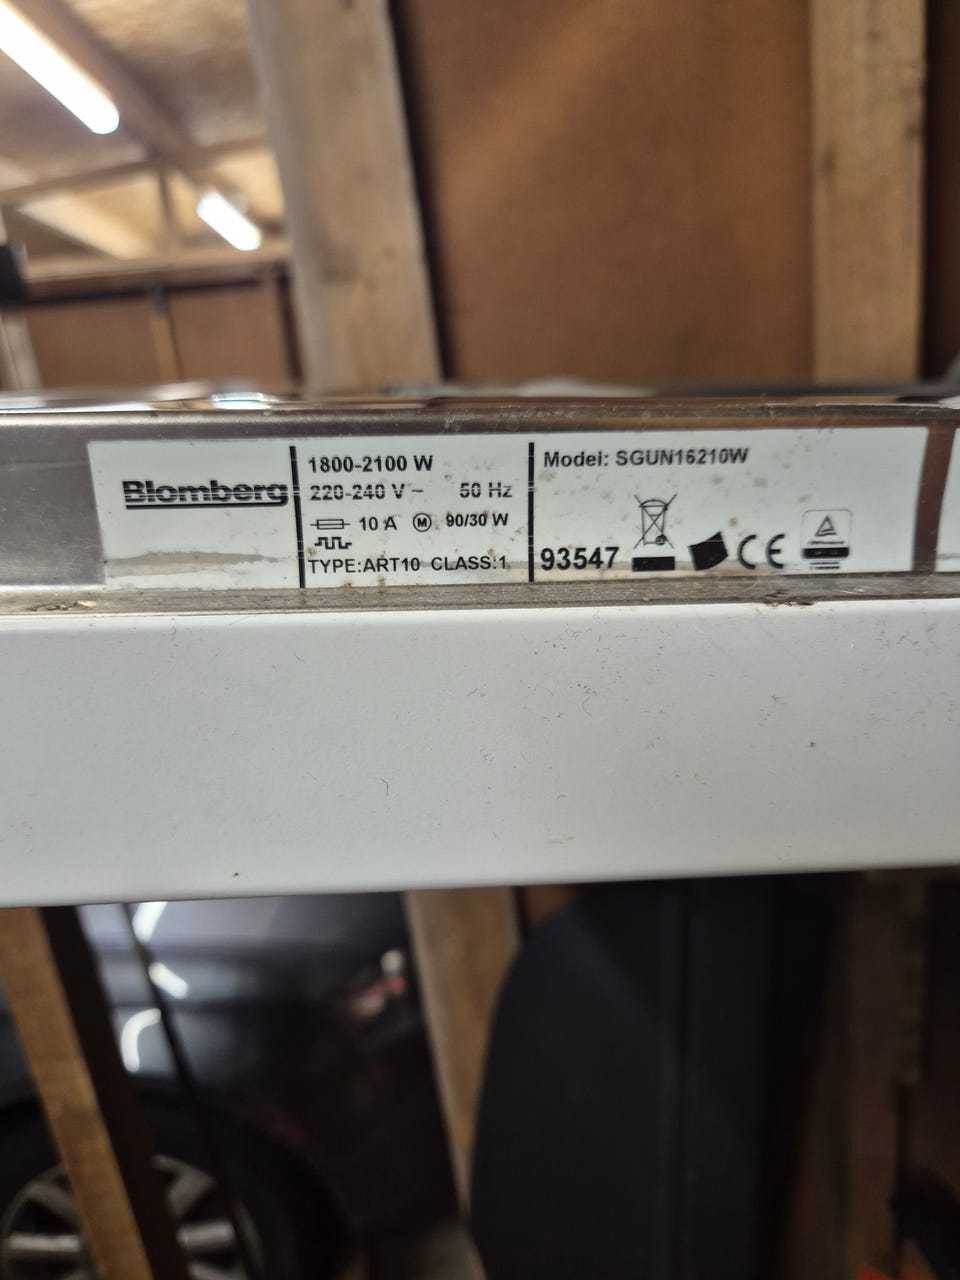 Blomberg
1800-2100 W
220-240 V ~ 50 Hz
10 A M 90/30 W
TYPE:ART10 CLASS:1
Model: SGUN16210W
93547 CE